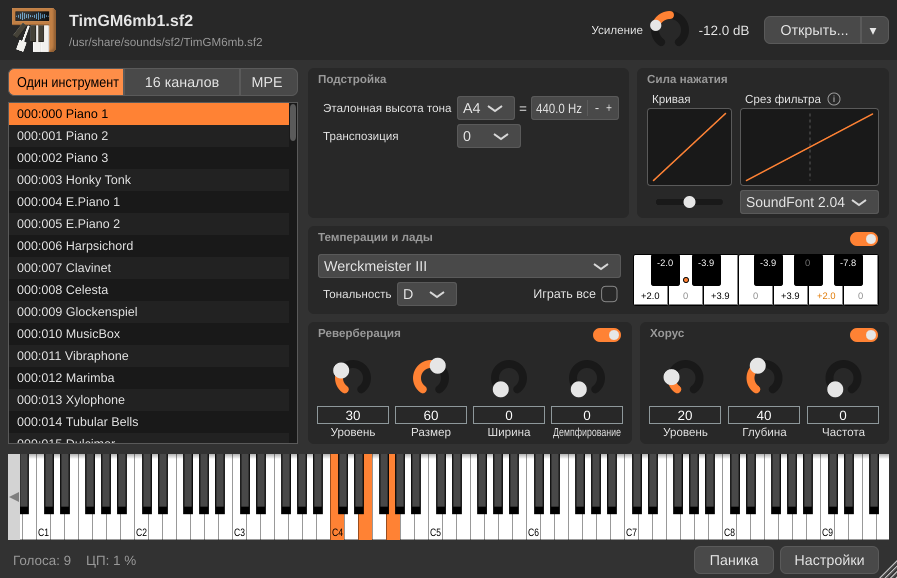 TimGM6mb1.sf2
/usr/share/sounds/sf2/TimGM6mb.sf2
Усиление
-12.0 dB
Открыть...
Один инструмент
16 каналов
MPE
000:000 Piano 1
000:001 Piano 2
000:002 Piano 3
000:003 Honky Tonk
000:004 E.Piano 1
000:005 E.Piano 2
000:006 Harpsichord
000:007 Clavinet
000:008 Celesta
000:009 Glockenspiel
000:010 MusicBox
000:011 Vibraphone
000:012 Marimba
000:013 Xylophone
000:014 Tubular Bells
000:015 Dulcimer
Подстройка
Эталонная высота тона
A4
=
440.0 Hz
- +
Транспозиция
0
Сила нажатия
Кривая
Срез фильтра
SoundFont 2.04
Темперации и лады
Werckmeister III
Тональность
D
Играть все
-2.0 -3.9 -3.9 0 -7.8
+2.0 0 +3.9 0 +3.9 +2.0 0
Реверберация
30 60 0 0
Уровень Размер Ширина Демпфирование
Хорус
20 40 0
Уровень Глубина Частота
C1 C2 C3 C4 C5 C6 C7 C8 C9
Голоса: 9
ЦП: 1 %
Паника
Настройки